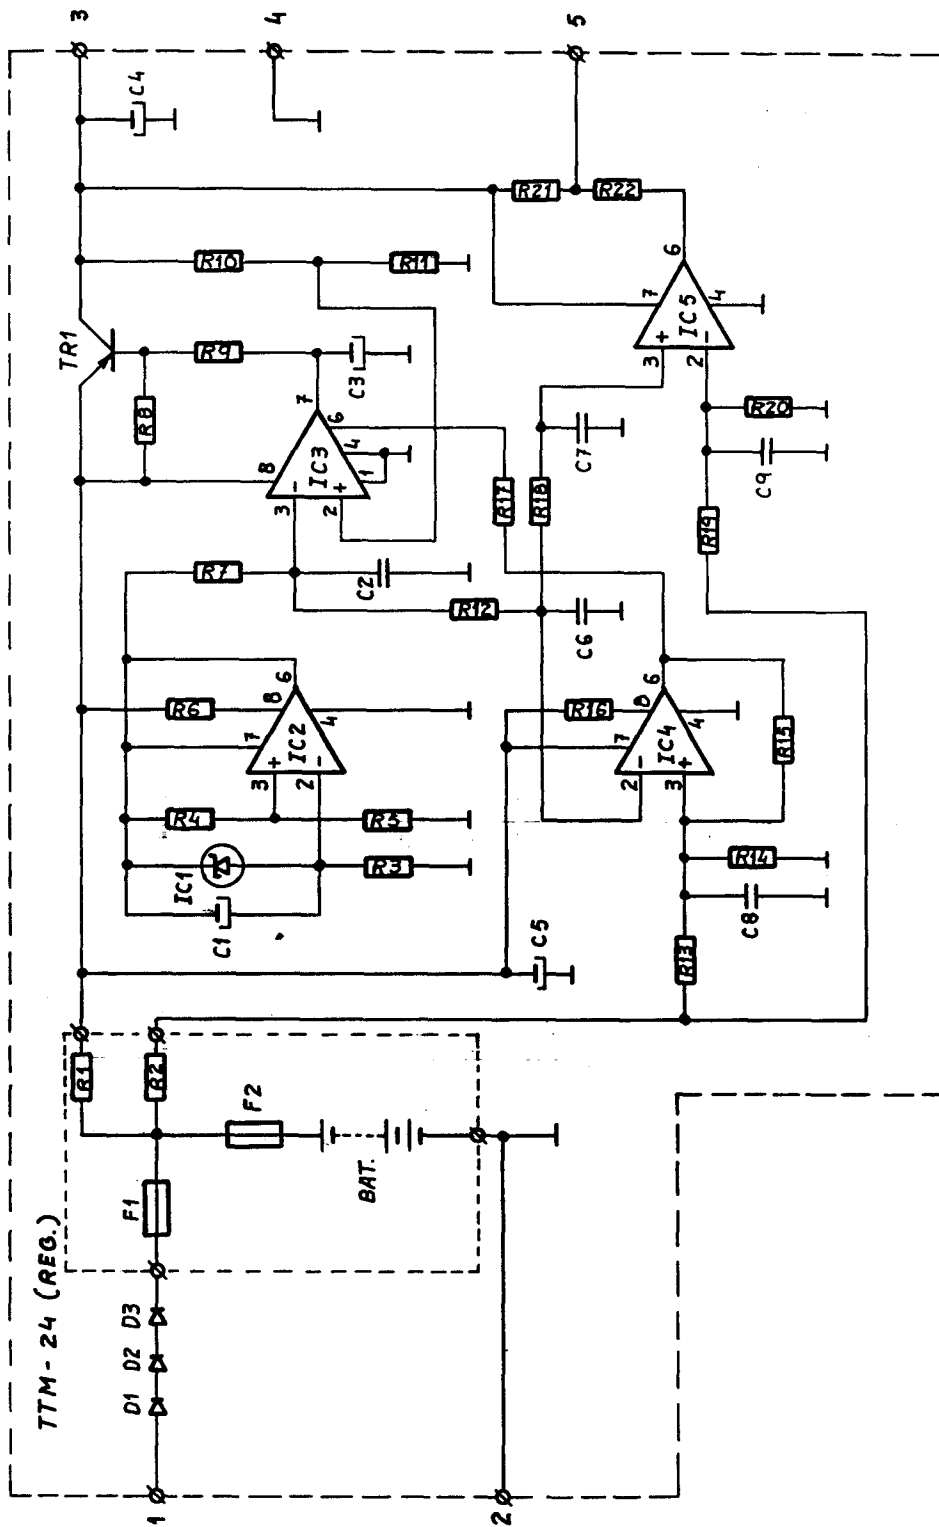 TTM-24 (REG.)
1
D1 D2 D3
F1
R1
R2
F2
BAT.
2
C1
IC1
R4
R3
R5
R6
3
2
+
-
7
8
4
6
IC2
C5
R13
C8
R14
R15
R16
2
3
-
+
7
8
4
6
IC4
R7
C2
R12
C6
R17
R18
C7
R19
C9
R20
3
2
-
+
8
1
4
6
7
IC3
R8
TR1
R9
C3
R10
R11
3
2
+
-
7
4
6
IC5
R21
R22
C4
3
4
5